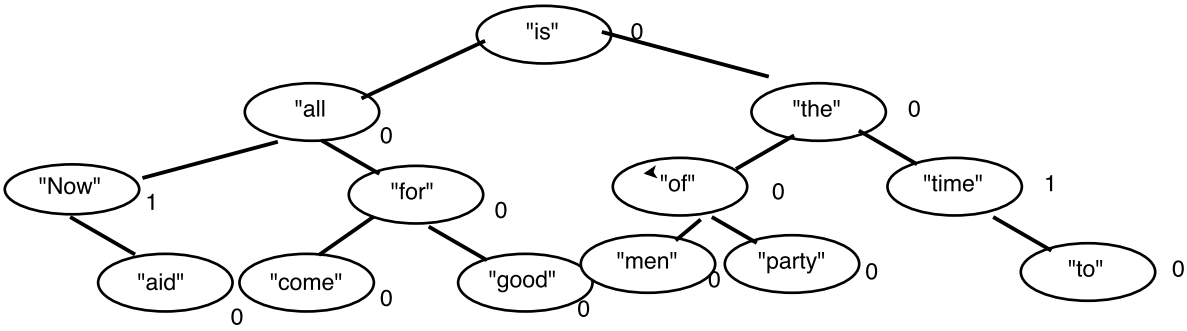 "is" 0
"all 0
"the" 0
"Now" 1
"for" 0
"of" 0
"time" 1
"aid" 0
"come" 0
"good" 0
"men" 0
"party" 0
"to" 0